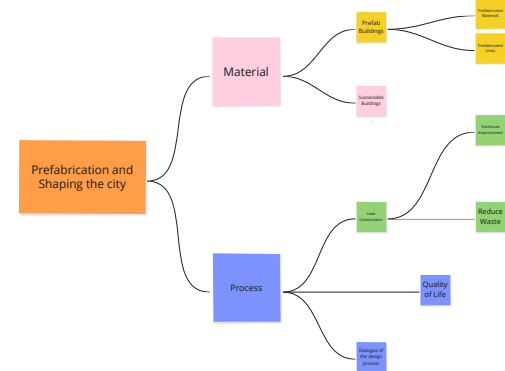 Prefabrication and
Shaping the city
Material
Process
Prefab
Buildings
Sustainable
Buildings
Prefabricated
Materials
Prefabricated
Units
Lean
Construction
Continues
Improvement
Reduce
Waste
Quality
of Life
Dialogue of
the design
process